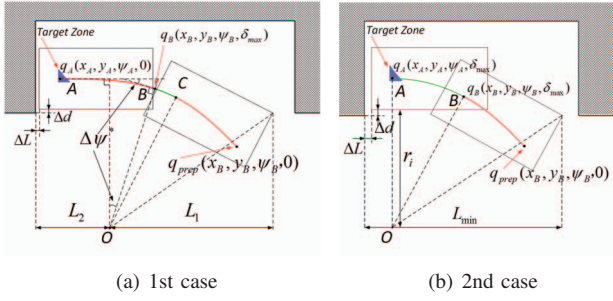 Target Zone
q_B(x_B, y_B, ψ_B, δ_max)
q_A(x_A, y_A, ψ_A, 0)
A
B
C
ΔL
Δd
Δψ
q_prep(x_B, y_B, ψ_B, 0)
L_2
L_1
O
(a) 1st case
Target Zone
q_A(x_A, y_A, ψ_A, δ_max)
A
B
q_B(x_B, y_B, ψ_B, δ_max)
Δd
ΔL
r_i
q_prep(x_B, y_B, ψ_B, 0)
L_min
O
(b) 2nd case